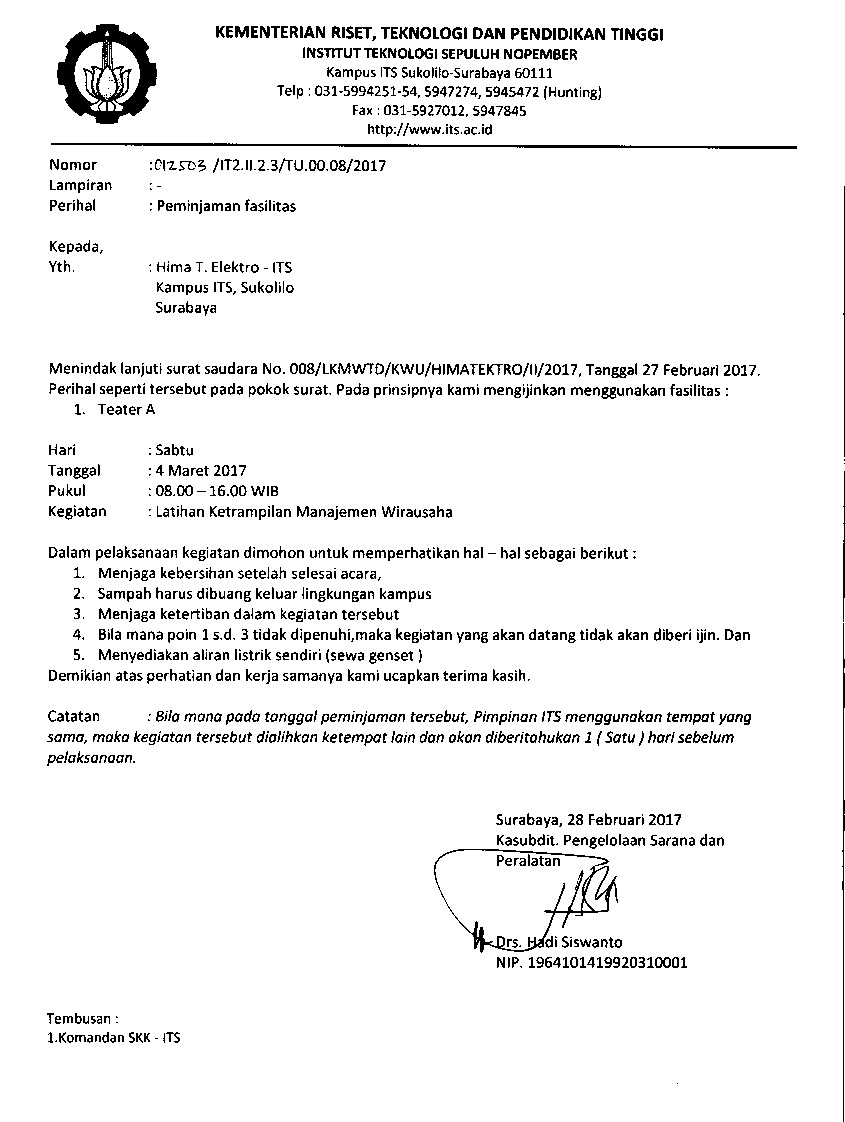 KEMENTERIAN RISET, TEKNOLOGI DAN PENDIDIKAN TINGGI
INSTITUT TEKNOLOGI SEPULUH NOPEMBER
Kampus ITS Sukolilo-Surabaya 60111
Telp : 031-5994251-54, 5947274, 5945472 (Hunting)
Fax : 031-5927012, 5947845
http://www.its.ac.id
Nomor : 012503 /IT2.II.2.3/TU.00.08/2017
Lampiran : -
Perihal : Peminjaman fasilitas
Kepada,
Yth. : Hima T. Elektro - ITS
Kampus ITS, Sukolilo
Surabaya
Menindak lanjuti surat saudara No. 008/LKMWTD/KWU/HIMATEKTRO/II/2017, Tanggal 27 Februari 2017.
Perihal seperti tersebut pada pokok surat. Pada prinsipnya kami mengijinkan menggunakan fasilitas :
1. Teater A
Hari : Sabtu
Tanggal : 4 Maret 2017
Pukul : 08.00 – 16.00 WIB
Kegiatan : Latihan Ketrampilan Manajemen Wirausaha
Dalam pelaksanaan kegiatan dimohon untuk memperhatikan hal – hal sebagai berikut :
1. Menjaga kebersihan setelah selesai acara,
2. Sampah harus dibuang keluar lingkungan kampus
3. Menjaga ketertiban dalam kegiatan tersebut
4. Bila mana poin 1 s.d. 3 tidak dipenuhi,maka kegiatan yang akan datang tidak akan diberi ijin. Dan
5. Menyediakan aliran listrik sendiri (sewa genset )
Demikian atas perhatian dan kerja samanya kami ucapkan terima kasih.
Catatan : Bila mana pada tanggal peminjaman tersebut, Pimpinan ITS menggunakan tempat yang
sama, maka kegiatan tersebut dialihkan ketempat lain dan akan diberitahukan 1 ( Satu ) hari sebelum
pelaksanaan.
Surabaya, 28 Februari 2017
Kasubdit. Pengelolaan Sarana dan
Peralatan
Drs. Hadi Siswanto
NIP. 1964101419920310001
Tembusan :
1.Komandan SKK - ITS